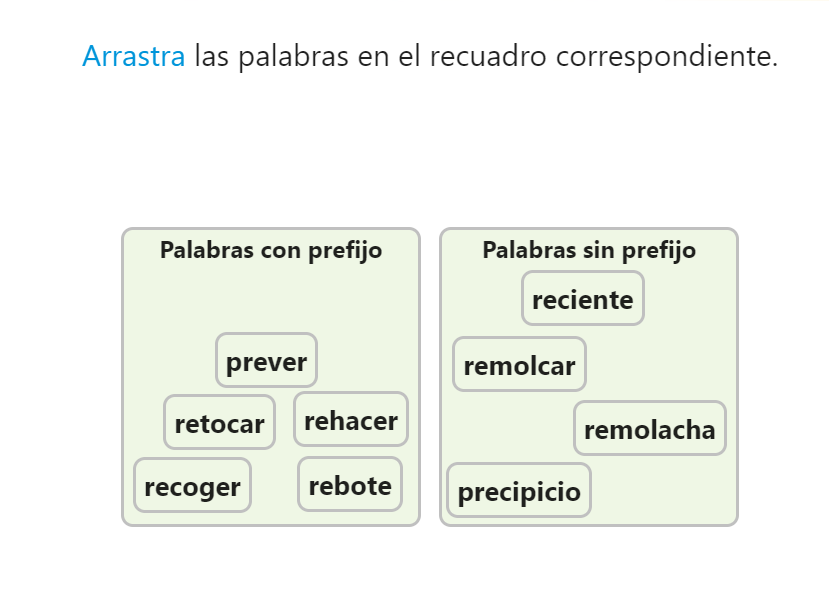 Arrastra las palabras en el recuadro correspondiente.
Palabras con prefijo
prever
retocar
rehacer
recoger
rebote
Palabras sin prefijo
reciente
remolcar
remolacha
precipicio